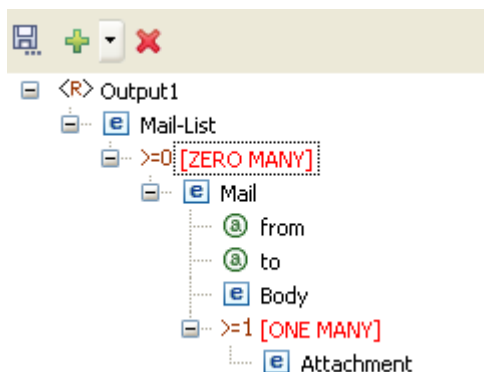 <R> Output1
e Mail-List
>=0 [ZERO MANY]
e Mail
a from
a to
e Body
>=1 [ONE MANY]
e Attachment